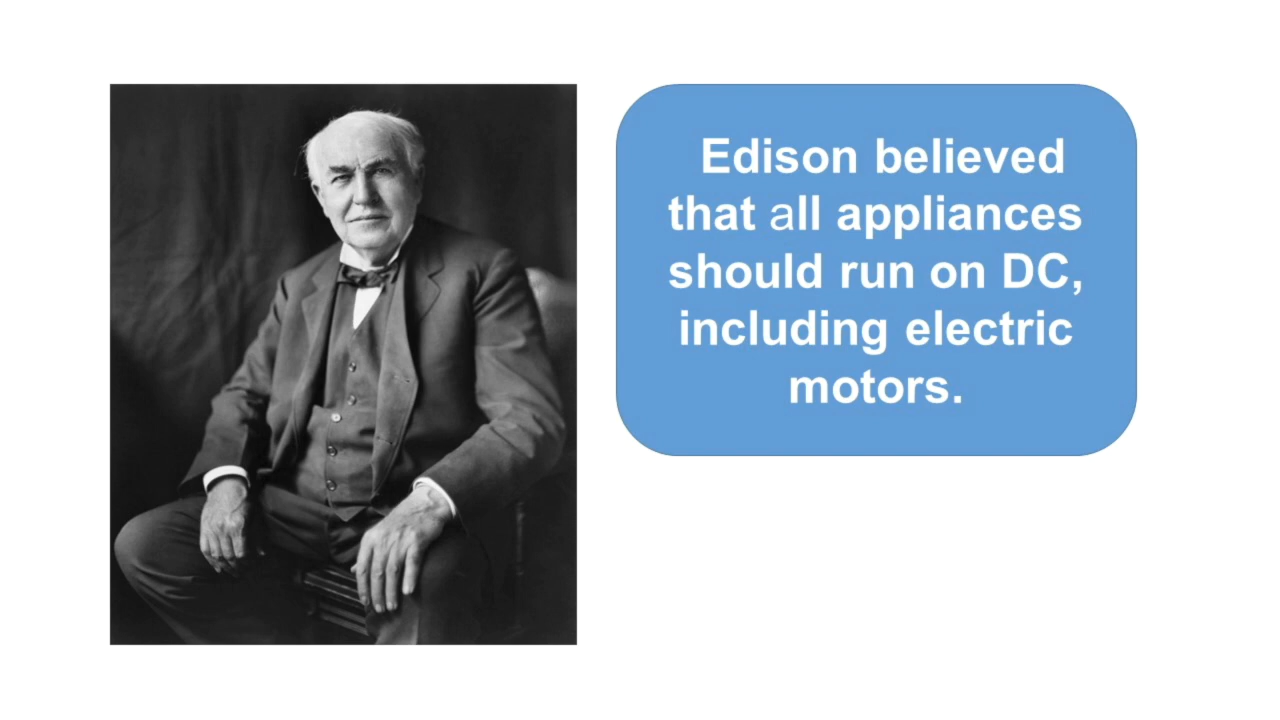 Edison believed
that all appliances
should run on DC,
including electric
motors.